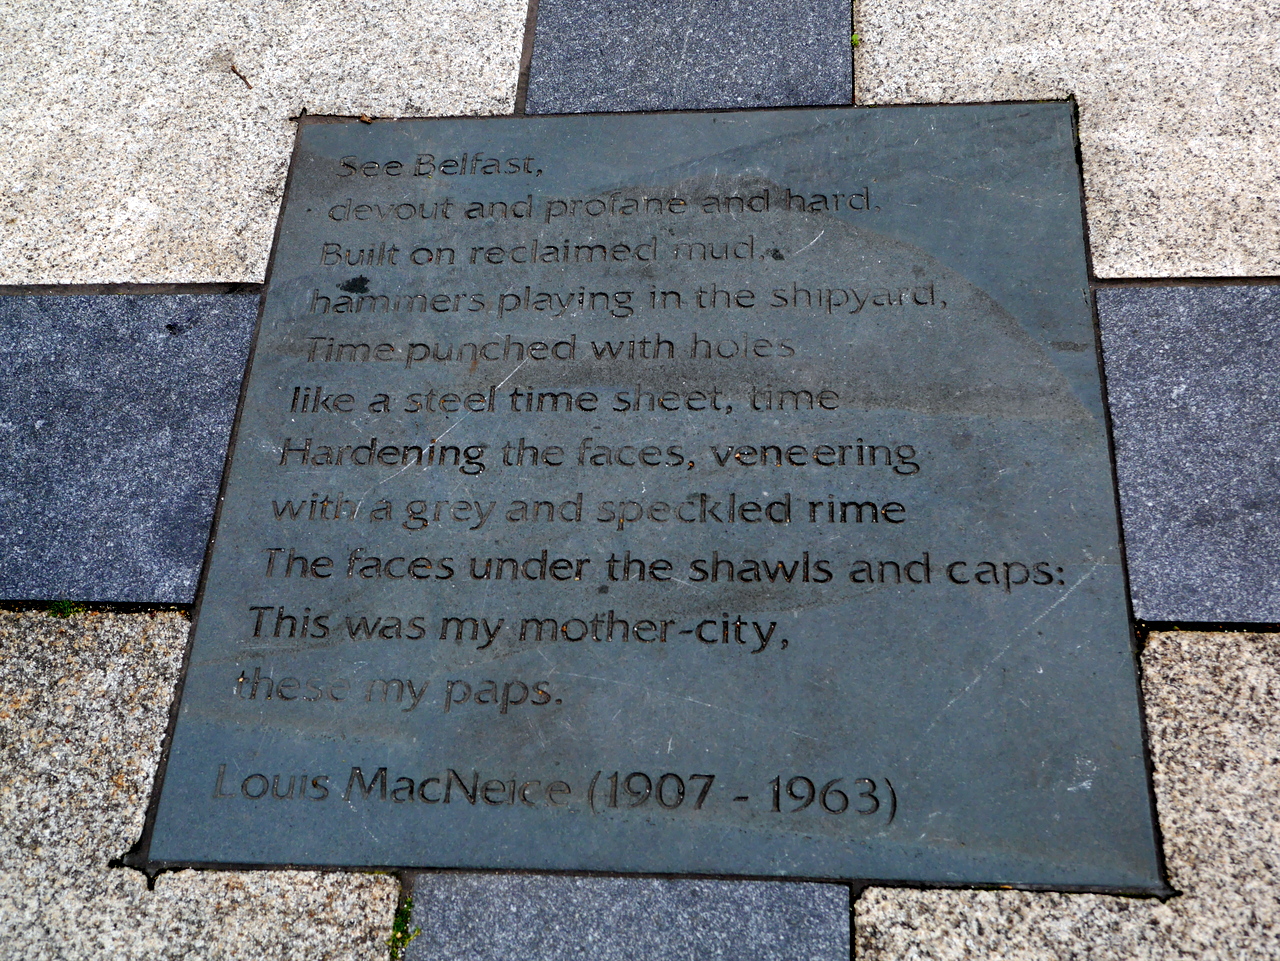 See Belfast,
devout and profane and hard.
Built on reclaimed mud,
hammers playing in the shipyard,
Time punched with holes
like a steel time sheet, time
Hardening the faces, veneering
with a grey and speckled rime
The faces under the shawls and caps:
This was my mother-city,
these my paps.
Louis MacNeice (1907 - 1963)